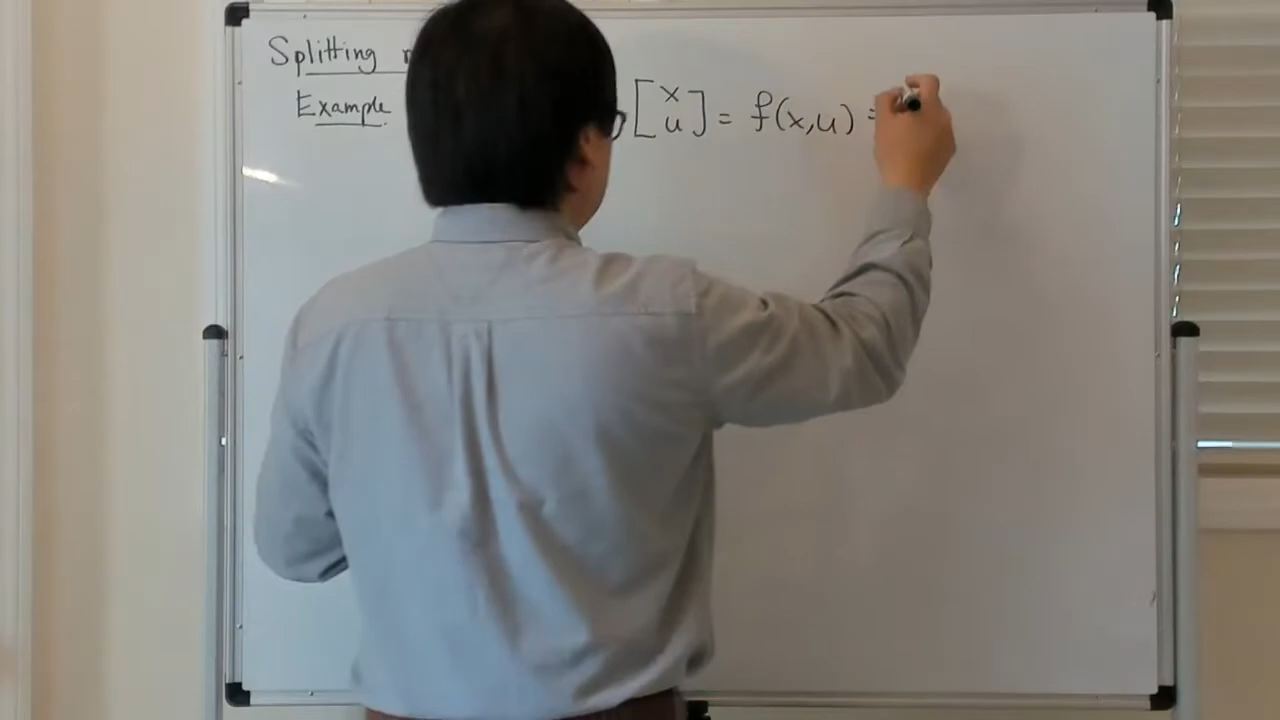 Splitting
Example [x u] = f(x,u) =